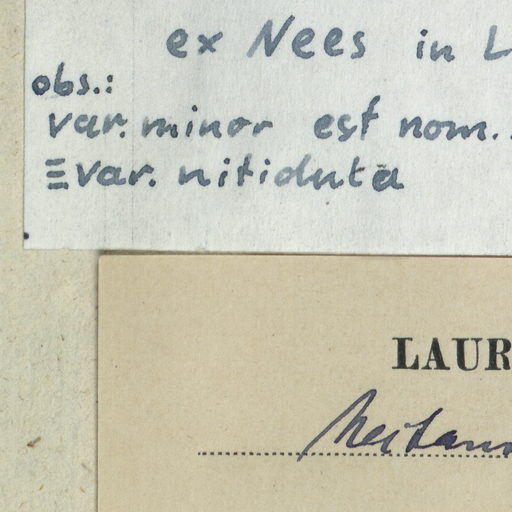 ex Nees in L
obs.:
var. minor est nom.
≡ var. nitidula
LAUR